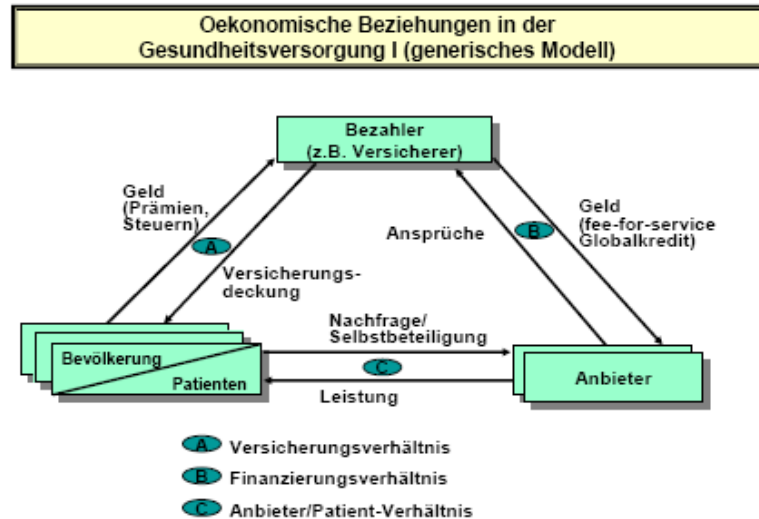 Oekonomische Beziehungen in der
Gesundheitsversorgung I (generisches Modell)
Bezahler
(z.B. Versicherer)
Geld
(Prämien,
Steuern)
A
Versicherungs-
deckung
Ansprüche
B
Geld
(fee-for-service
Globalkredit)
Nachfrage/
Selbstbeteiligung
C
Leistung
Bevölkerung
Patienten
Anbieter
A Versicherungsverhältnis
B Finanzierungsverhältnis
C Anbieter/Patient-Verhältnis